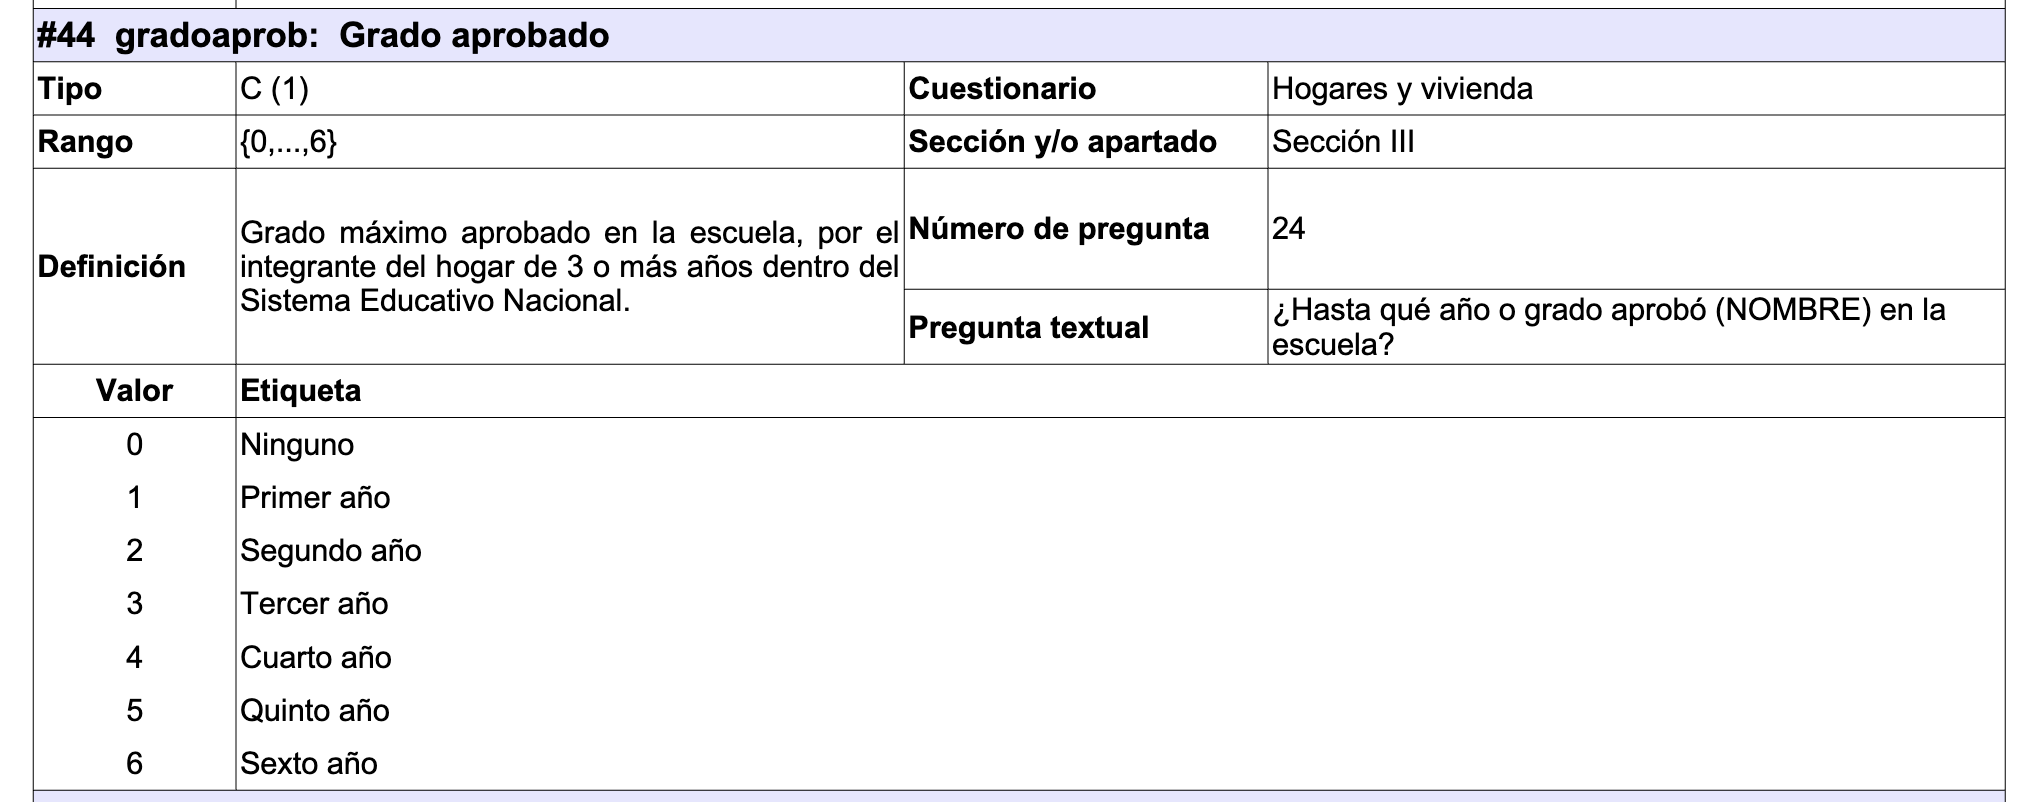 #44 gradoaprob: Grado aprobado
Tipo C (1) Cuestionario Hogares y vivienda
Rango {0,...,6} Sección y/o apartado Sección III
Definición Grado máximo aprobado en la escuela, por el
integrante del hogar de 3 o más años dentro del
Sistema Educativo Nacional.
Número de pregunta 24
Pregunta textual ¿Hasta qué año o grado aprobó (NOMBRE) en la
escuela?
Valor Etiqueta
0 Ninguno
1 Primer año
2 Segundo año
3 Tercer año
4 Cuarto año
5 Quinto año
6 Sexto año